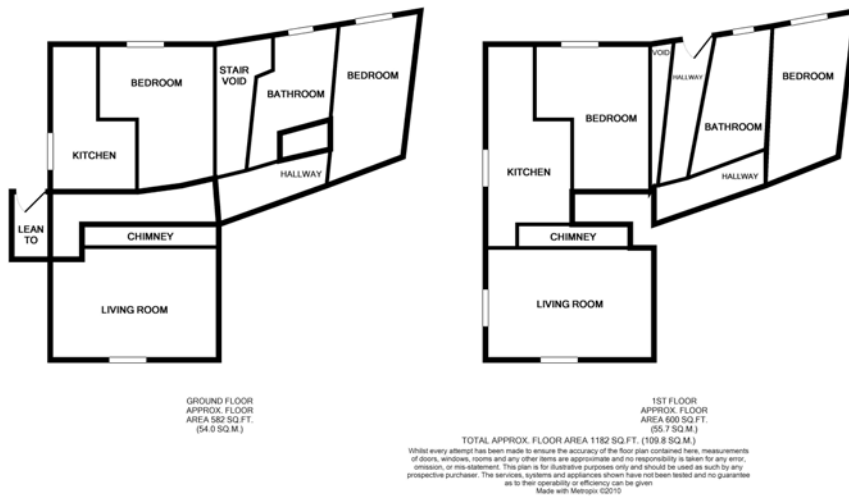 STAIR
VOID
BEDROOM
BEDROOM
BATHROOM
KITCHEN
HALLWAY
LEAN
TO
CHIMNEY
LIVING ROOM
GROUND FLOOR
APPROX. FLOOR
AREA 582 SQ.FT.
(54.0 SQ.M.)
VOID
HALLWAY
BEDROOM
BEDROOM
BATHROOM
KITCHEN
HALLWAY
CHIMNEY
LIVING ROOM
1ST FLOOR
APPROX. FLOOR
AREA 600 SQ.FT.
(55.7 SQ.M.)
TOTAL APPROX. FLOOR AREA 1182 SQ.FT. (109.8 SQ.M.)
Whilst every attempt has been made to ensure the accuracy of the floor plan contained here, measurements
of doors, windows, rooms and any other items are approximate and no responsibility is taken for any error,
omission, or mis-statement. This plan is for illustrative purposes only and should be used as such by any
prospective purchaser. The services, systems and appliances shown have not been tested and no guarantee
as to their operability or efficiency can be given
Made with Metropix ©2010